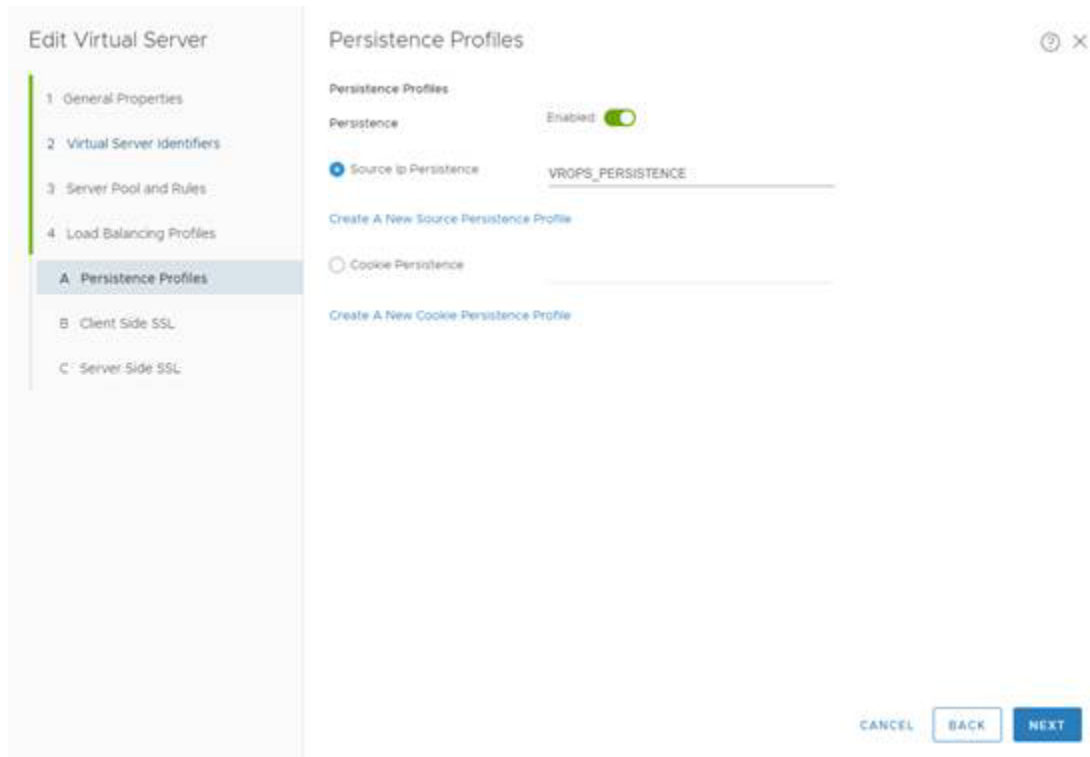 Edit Virtual Server
1 General Properties
2 Virtual Server Identifiers
3 Server Pool and Rules
4 Load Balancing Profiles
A Persistence Profiles
B Client Side SSL
C Server Side SSL
Persistence Profiles
Persistence Profiles
Persistence
Enabled
Source Ip Persistence
VROPS_PERSISTENCE
Create A New Source Persistence Profile
Cookie Persistence
Create A New Cookie Persistence Profile
CANCEL
BACK
NEXT